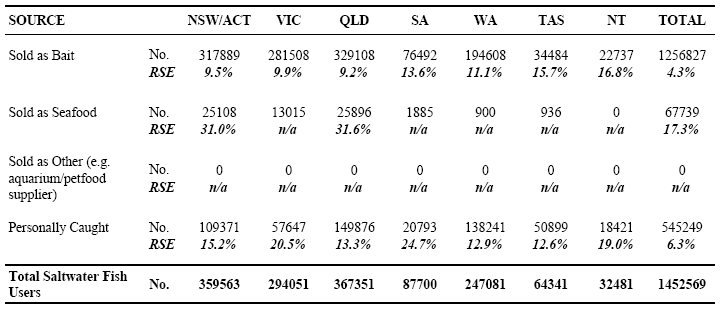 SOURCE NSW/ACT VIC QLD SA WA TAS NT TOTAL
Sold as Bait No. 317889 281508 329108 76492 194608 34484 22737 1256827
RSE 9.5% 9.9% 9.2% 13.6% 11.1% 15.7% 16.8% 4.3%
Sold as Seafood No. 25108 13015 25896 1885 900 936 0 67739
RSE 31.0% n/a 31.6% n/a n/a n/a n/a 17.3%
Sold as Other (e.g.
aquarium/petfood
supplier)
No. 0 0 0 0 0 0 0 0
RSE n/a n/a n/a n/a n/a n/a n/a n/a
Personally Caught No. 109371 57647 149876 20793 138241 50899 18421 545249
RSE 15.2% 20.5% 13.3% 24.7% 12.9% 12.6% 19.0% 6.3%
Total Saltwater Fish
Users
No. 359563 294051 367351 87700 247081 64341 32481 1452569